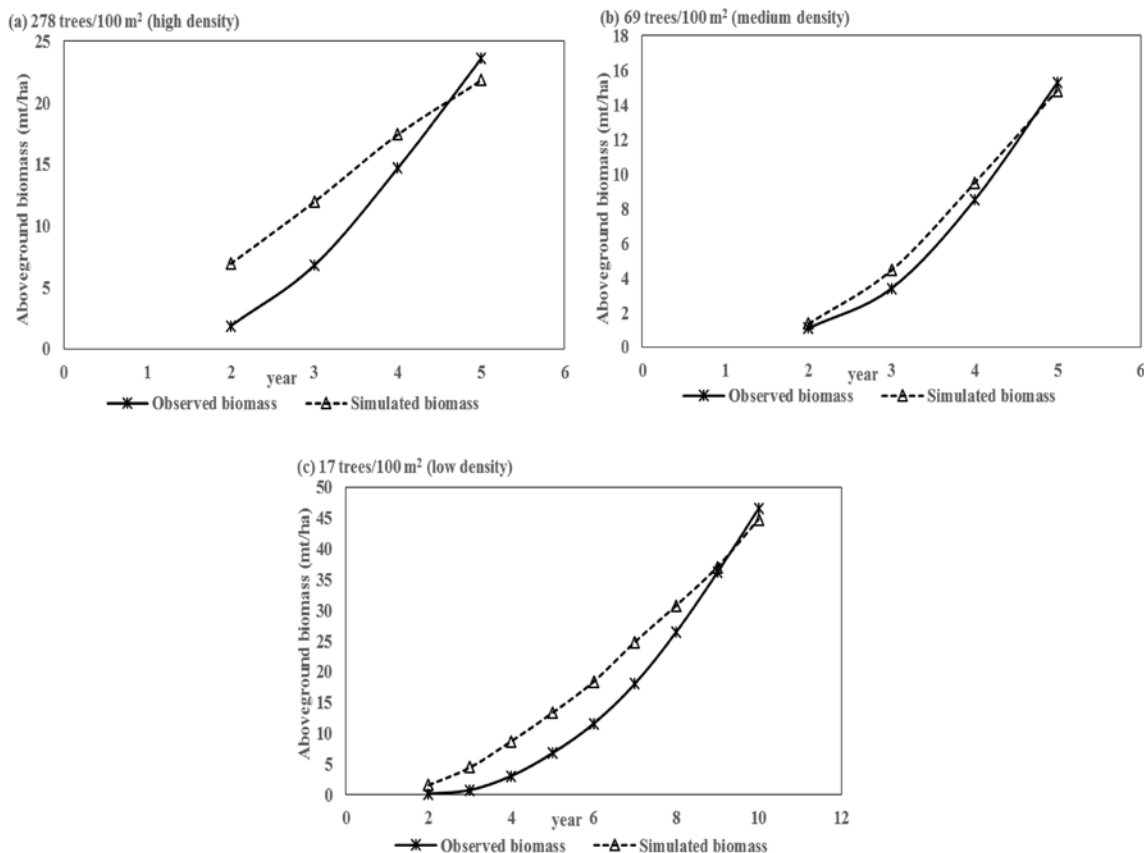 (a) 278 trees/100 m² (high density)
Aboveground biomass (mt/ha)
25
20
15
10
5
0
0 1 2 3 4 5 6
year
Observed biomass Simulated biomass
(b) 69 trees/100 m² (medium density)
Aboveground biomass (mt/ha)
18
16
14
12
10
8
6
4
2
0
0 1 2 3 4 5 6
year
Observed biomass Simulated biomass
(c) 17 trees/100 m² (low density)
Aboveground biomass (mt/ha)
50
45
40
35
30
25
20
15
10
5
0
0 2 4 6 8 10 12
year
Observed biomass Simulated biomass